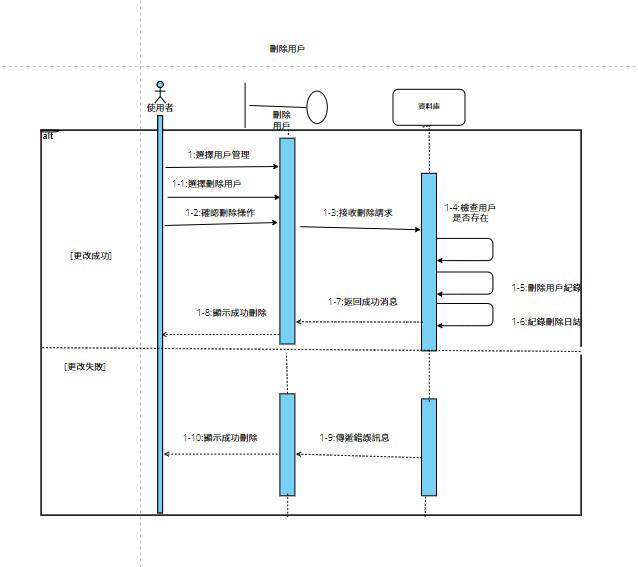 刪除用戶
使用者
刪除
用戶
資料庫
alt
1:選擇用戶管理
1-1:選擇刪除用戶
1-2:確認刪除操作
1-3:接收刪除請求
1-4:檢查用戶
是否存在
[更改成功]
1-5:刪除用戶紀錄
1-7:返回成功消息
1-8:顯示成功刪除
1-6:紀錄刪除日誌
[更改失敗]
1-10:顯示成功刪除
1-9:傳遞錯誤訊息